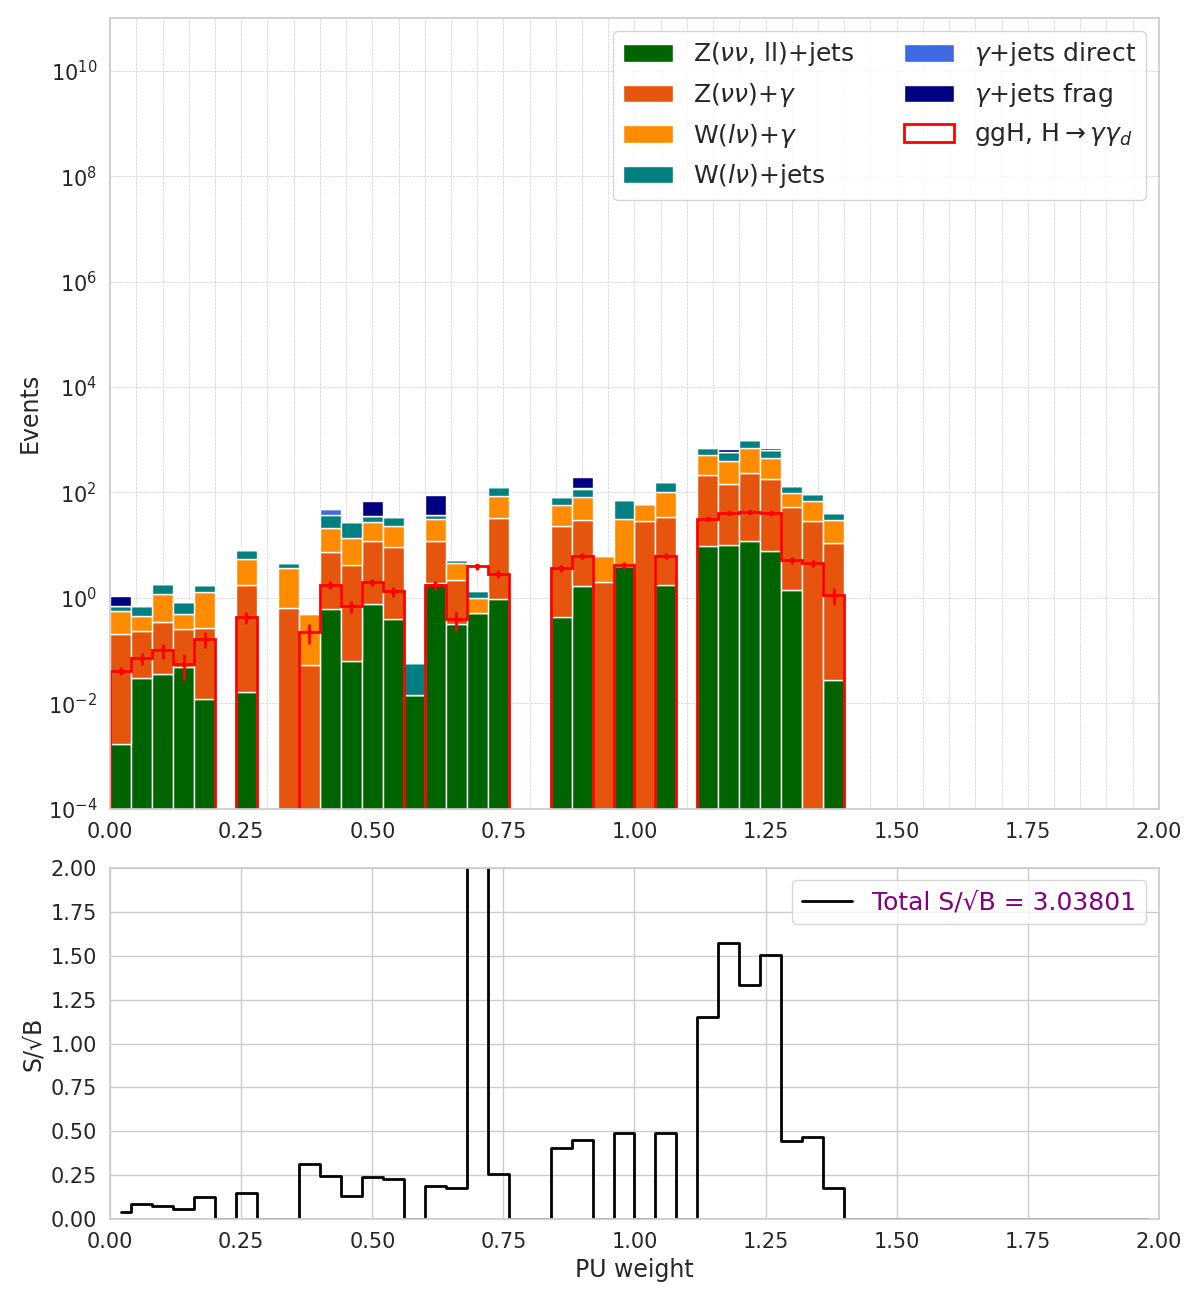 Z(νν, ll)+jets
Z(νν)+γ
W(lν)+γ
W(lν)+jets
γ+jets direct
γ+jets frag
ggH, H→γγ_d
Events
10^10
10^8
10^6
10^4
10^2
10^0
10^−2
10^−4
0.00 0.25 0.50 0.75 1.00 1.25 1.50 1.75 2.00
Total S/√B = 3.03801
S/√B
2.00
1.75
1.50
1.25
1.00
0.75
0.50
0.25
0.00
0.00 0.25 0.50 0.75 1.00 1.25 1.50 1.75 2.00
PU weight